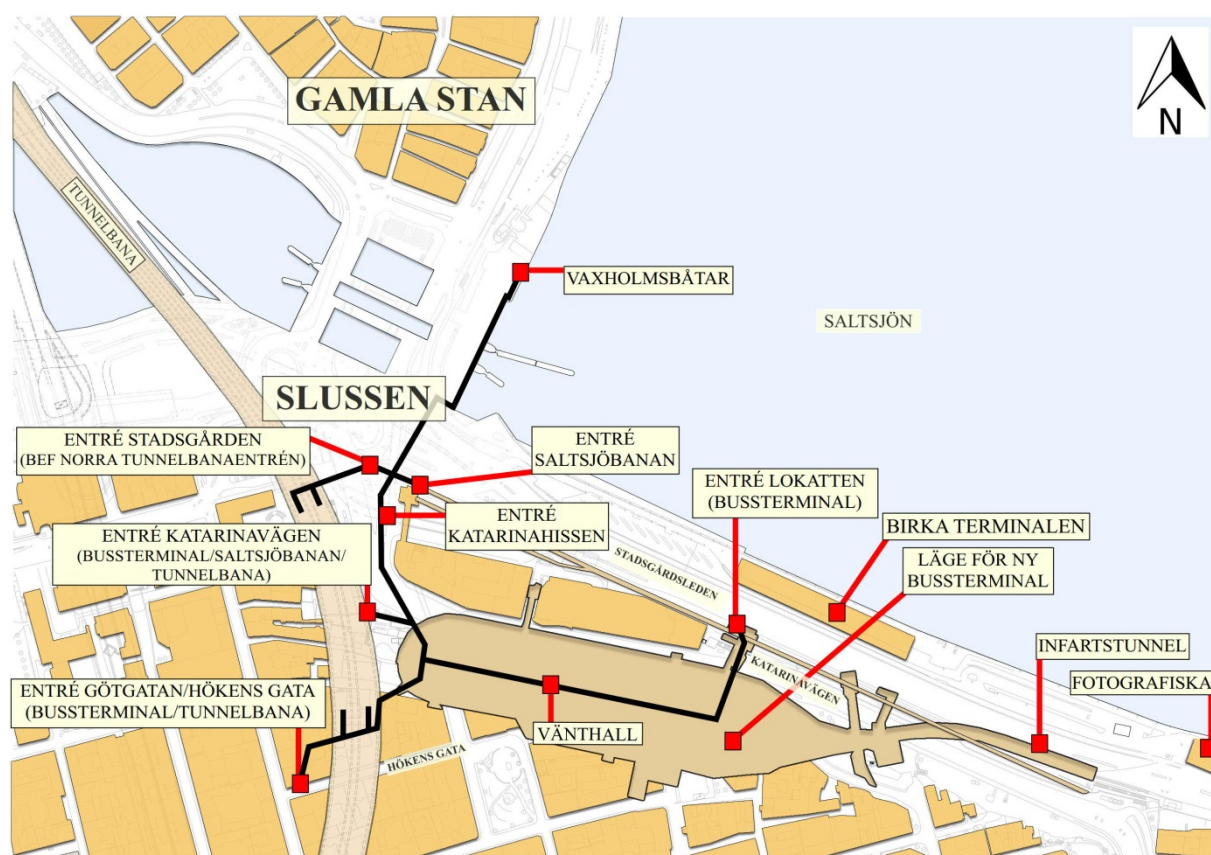 GAMLA STAN
N
TUNNELBANA
VAXHOLMSBÅTAR
SALTSJÖN
SLUSSEN
ENTRÉ STADSGÅRDEN
(BEF NORRA TUNNELBANAENTRÉN)
ENTRÉ
SALTSJÖBANAN
ENTRÉ LOKATTEN
(BUSSTERMINAL)
ENTRÉ
KATARINAHISSEN
BIRKA TERMINALEN
ENTRÉ KATARINAVÄGEN
(BUSSTERMINAL/SALTSJÖBANAN/
TUNNELBANA)
LÄGE FÖR NY
BUSSTERMINAL
STADSGÅRDSLEDEN
INFARTSTUNNEL
KATARINAVÄGEN
FOTOGRAFISKA
ENTRÉ GÖTGATAN/HÖKENS GATA
(BUSSTERMINAL/TUNNELBANA)
VÄNTHALL
HÖKENS GATA